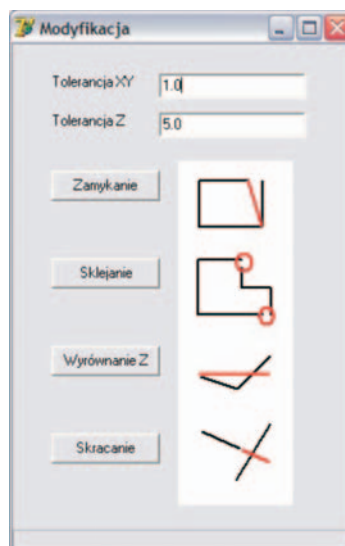 Modyfikacja
Tolerancja XY 1.0
Tolerancja Z 5.0
Zamykanie
Sklejanie
Wyrównanie Z
Skracanie